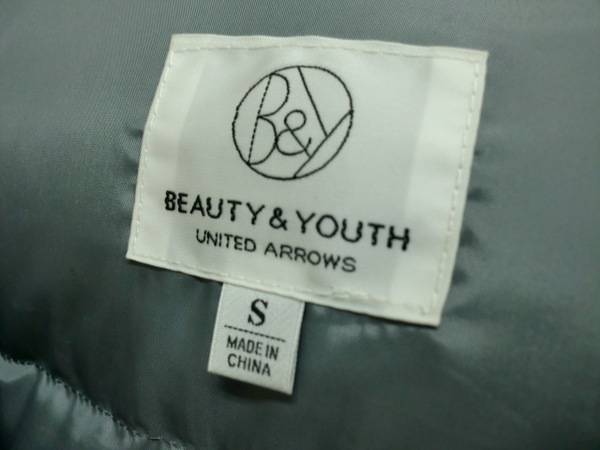 B&Y
BEAUTY & YOUTH
UNITED ARROWS
S
MADE IN
CHINA